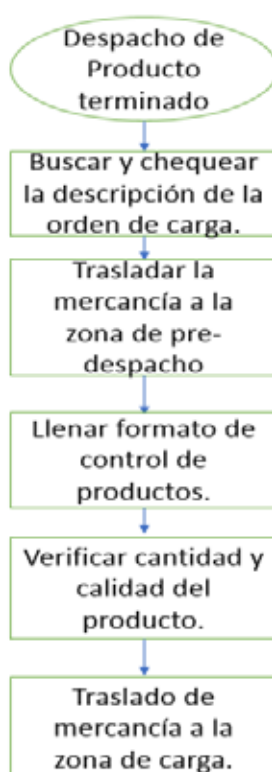 Despacho de
Producto
terminado
Buscar y chequear
la descripción de la
orden de carga.
Trasladar la
mercancía a la
zona de pre-
despacho
Llenar formato de
control de
productos.
Verificar cantidad y
calidad del
producto.
Traslado de
mercancía a la
zona de carga.